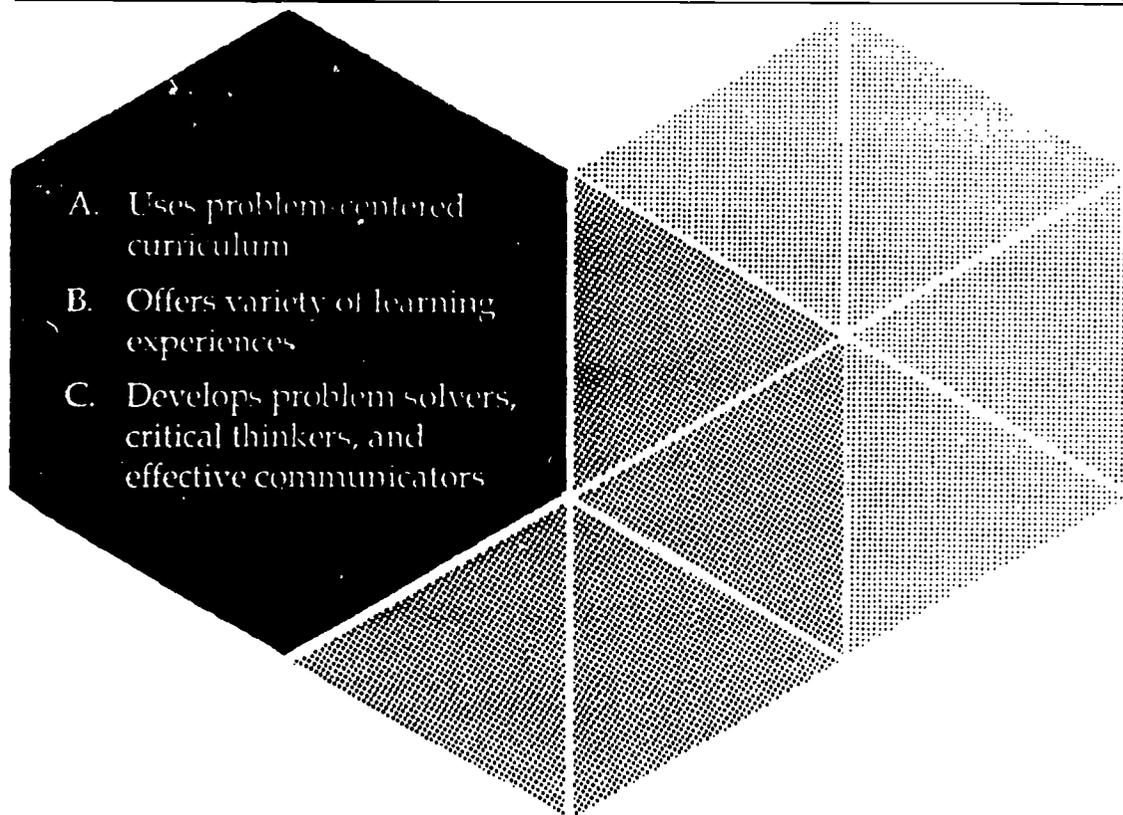 A. Uses problem-centered
curriculum
B. Offers variety of learning
experiences
C. Develops problem solvers,
critical thinkers, and
effective communicators